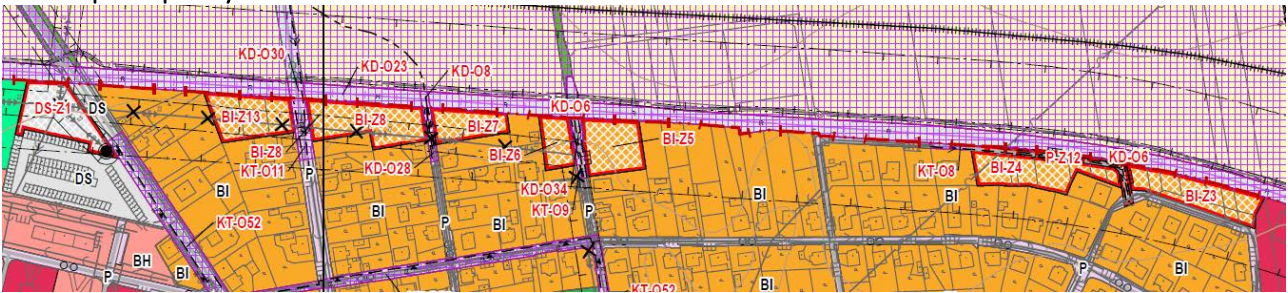 KD-O30
KD-O23
KD-O8
DS-Z1
DS
BI-Z13
BI-Z8
BI-Z7
KD-O6
BI-Z5
BI-Z8
KT-O11
KD-O28
BI-Z6
KD-O34
KT-O9
KT-O8
BI-Z4
P-Z12
KD-O6
BI-Z3
DS
P
BI
BI
P
BI
P
BI
BI
KT-O52
BH
BI
P
BI
P
BI
KT-O52